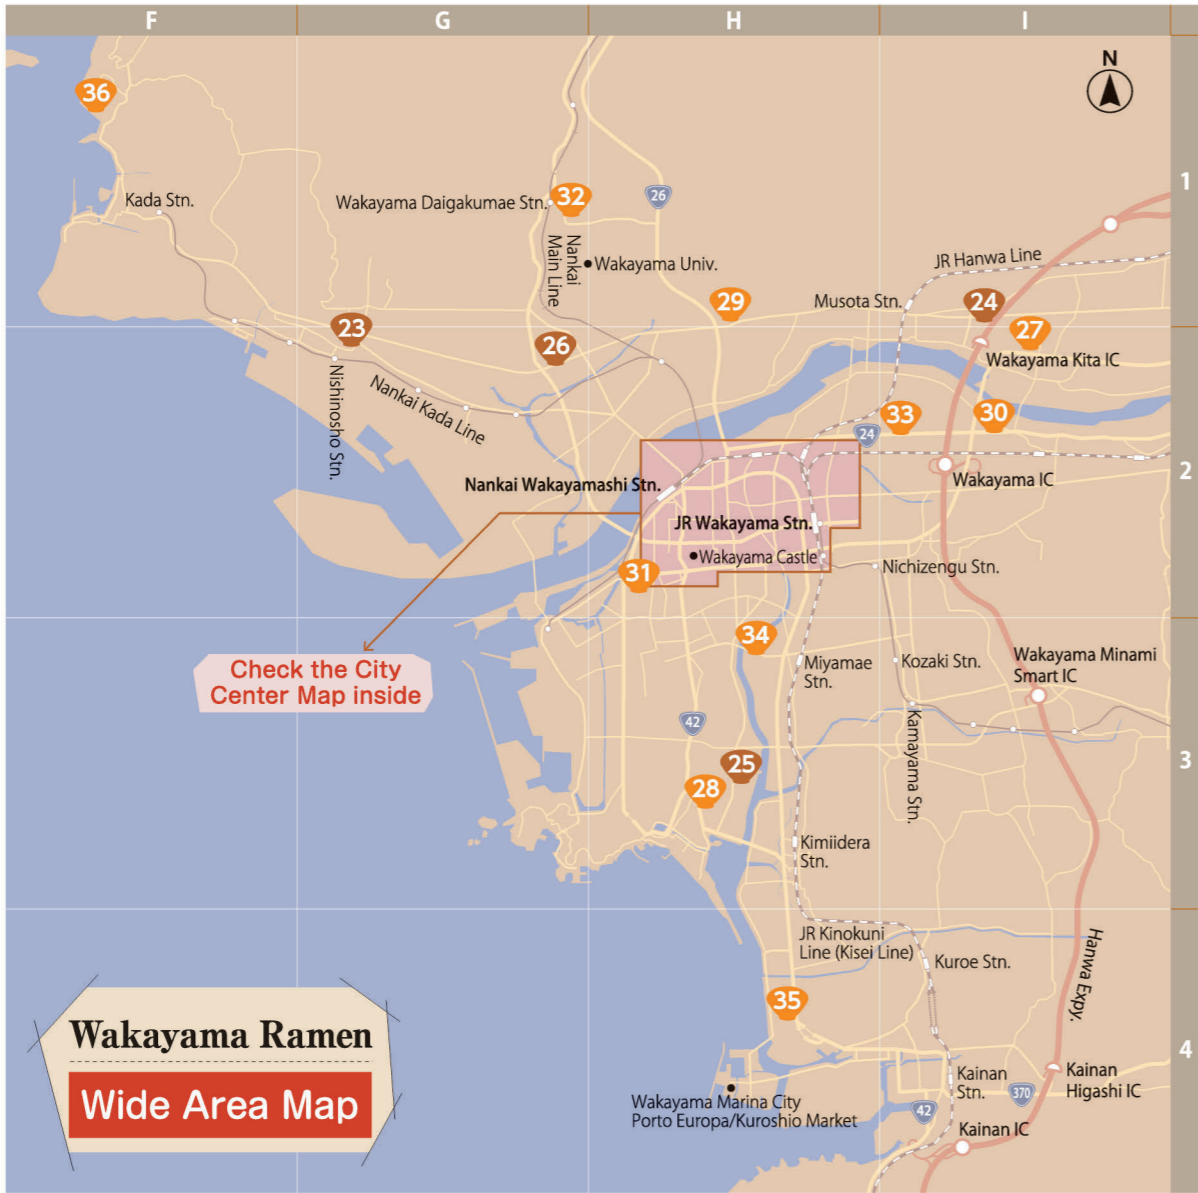 F
G
H
I
N
36
1
Kada Stn.
Wakayama Daigakumae Stn.
32
26
Nankai
Main Line
Wakayama Univ.
JR Hanwa Line
29
Musota Stn.
24
23
26
27
Wakayama Kita IC
Nishinosho Stn.
Nankai Kada Line
33
30
24
2
Nankai Wakayamashi Stn.
Wakayama IC
JR Wakayama Stn.
Wakayama Castle
Nichizengu Stn.
31
34
Check the City
Center Map inside
Miyamae
Stn.
Kozaki Stn.
Wakayama Minami
Smart IC
42
Kamayama Stn.
3
25
28
Kimiidera
Stn.
JR Kinokuni
Line (Kisei Line)
Kuroe Stn.
Hanwa Expy.
35
Wakayama Ramen
Wide Area Map
4
Kainan
Stn.
370
Kainan
Higashi IC
Wakayama Marina City
Porto Europa/Kuroshio Market
42
Kainan IC